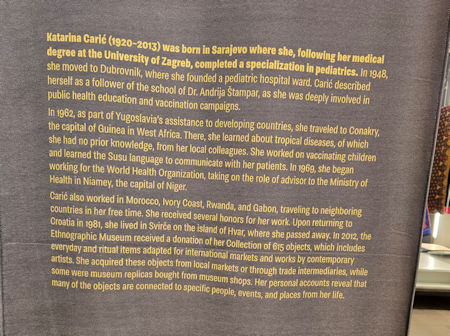 Katarina Carić (1920–2013) was born in Sarajevo where she, following her medical
degree at the University of Zagreb, completed a specialization in pediatrics. In 1948,
she moved to Dubrovnik, where she founded a pediatric hospital ward. Carić described
herself as a follower of the school of Dr. Andrija Štampar, as she was deeply involved in
public health education and vaccination campaigns.
In 1962, as part of Yugoslavia's assistance to developing countries, she traveled to Conakry,
the capital of Guinea in West Africa. There, she learned about tropical diseases, of which
she had no prior knowledge, from her local colleagues. She worked on vaccinating children
and learned the Susu language to communicate with her patients. In 1969, she began
working for the World Health Organization, taking on the role of advisor to the Ministry of
Health in Niamey, the capital of Niger.
Carić also worked in Morocco, Ivory Coast, Rwanda, and Gabon, traveling to neighboring
countries in her free time. She received several honors for her work. Upon returning to
Croatia in 1981, she lived in Svirče on the island of Hvar, where she passed away. In 2012, the
Ethnographic Museum received a donation of her Collection of 615 objects, which includes
everyday and ritual items adapted for international markets and works by contemporary
artists. She acquired these objects from local markets or through trade intermediaries, while
some were museum replicas bought from museum shops. Her personal accounts reveal that
many of the objects are connected to specific people, events, and places from her life.